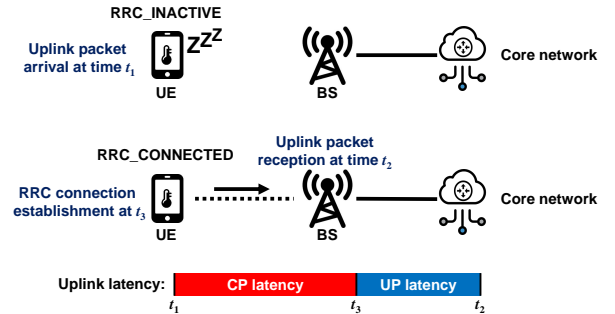 RRC_INACTIVE
Uplink packet
arrival at time t₁
ZZZ
UE
BS
Core network
RRC_CONNECTED
Uplink packet
reception at time t₂
RRC connection
establishment at t₃
UE
BS
Core network
Uplink latency:
CP latency
UP latency
t₁
t₃
t₂